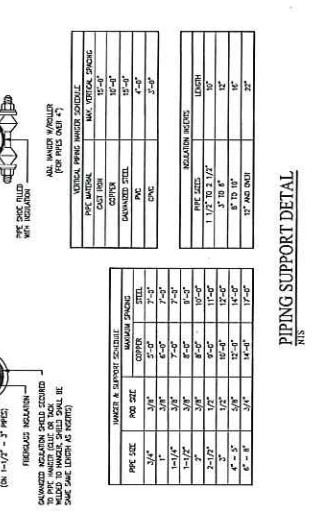 (ON 1-1/2" - 3" PIPES)
FIBERGLASS INSULATION
GALVANIZED INSULATION SHIELD SECURED
TO PIPE HANGER (GLUE OR TACK
WELDED TO HANGER, SHIELD SHALL BE
SAME LENGTH AS INSERTS)
PIPE SHOE FILLED
WITH INSULATION
ADJ. HANGER W/ROLLER
(FOR PIPES OVER 4")
HANGER & SUPPORT SCHEDULE
PIPE SIZE ROD SIZE MAXIMUM SPACING
COPPER STEEL
3/4" 3/8" 5'-0" 7'-0"
1" 3/8" 6'-0" 7'-0"
1-1/4" 3/8" 7'-0" 7'-0"
1-1/2" 3/8" 8'-0" 9'-0"
2" 3/8" 8'-0" 10'-0"
2-1/2" 1/2" 9'-0" 11'-0"
3" 1/2" 10'-0" 12'-0"
4" - 5" 5/8" 12'-0" 14'-0"
6" - 8" 3/4" 14'-0" 17'-0"
VERTICAL PIPING HANGER SCHEDULE
PIPE MATERIAL MAX. VERTICAL SPACING
CAST IRON 15'-0"
COPPER 10'-0"
GALVANIZED STEEL 15'-0"
PVC 4'-0"
CPVC 3'-0"
INSULATION INSERTS
PIPE SIZES LENGTH
1 1/2" TO 2 1/2" 10"
3" TO 6" 12"
8" TO 10" 16"
12" AND OVER 22"
PIPING SUPPORT DETAL
NTS